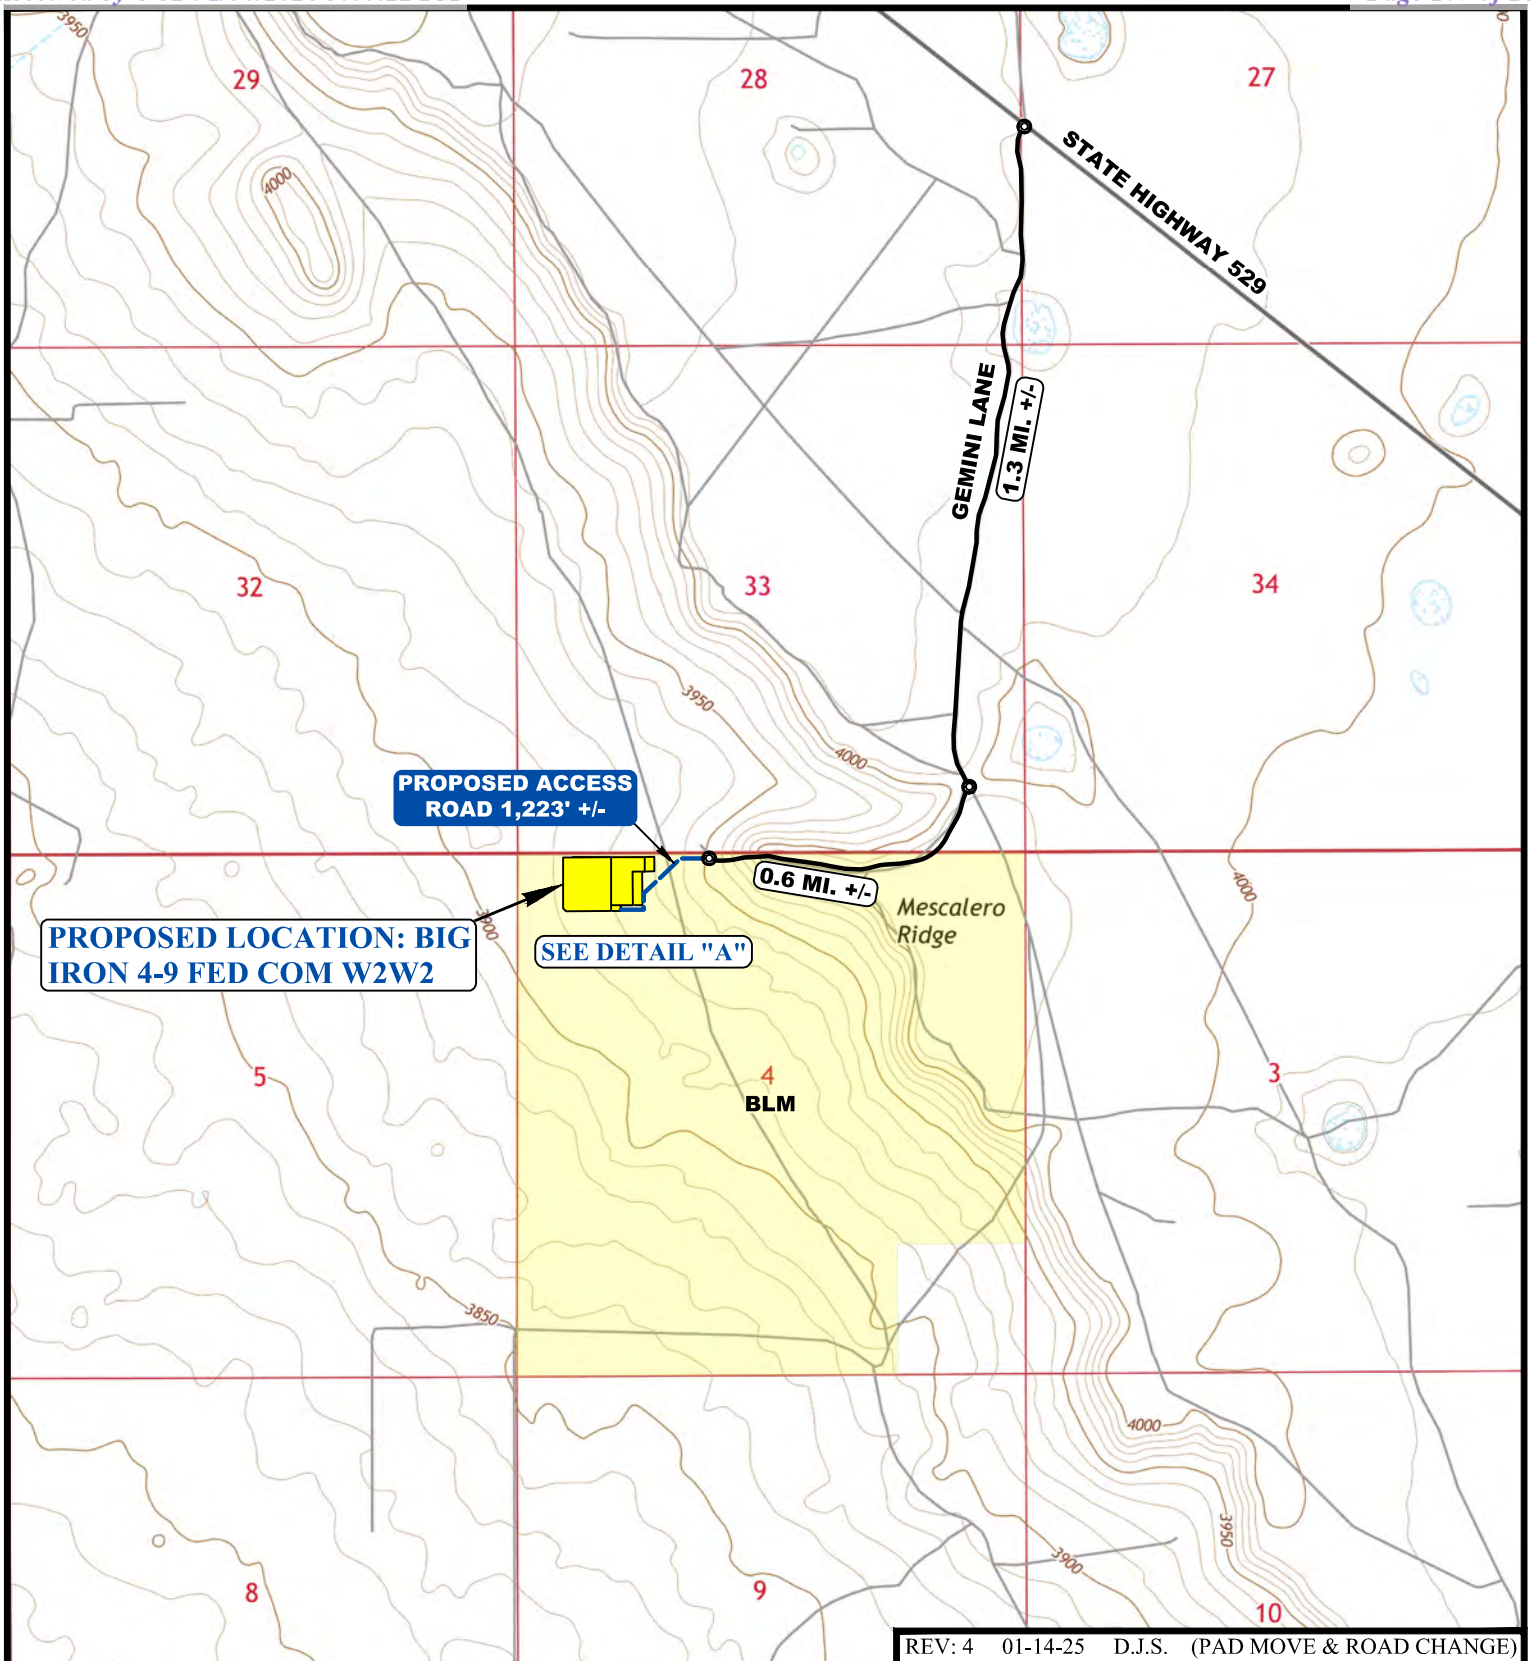 29
28
27
3950
4000
STATE HIGHWAY 529
GEMINI LANE
1.3 MI. +/-
32
33
34
3950
4000
PROPOSED ACCESS
ROAD 1,223' +/-
0.6 MI. +/-
4000
Mescalero
Ridge
3900
PROPOSED LOCATION: BIG
IRON 4-9 FED COM W2W2
SEE DETAIL "A"
5
4
BLM
3
3850
4000
3950
3900
8
9
10
REV: 4 01-14-25 D.J.S. (PAD MOVE & ROAD CHANGE)